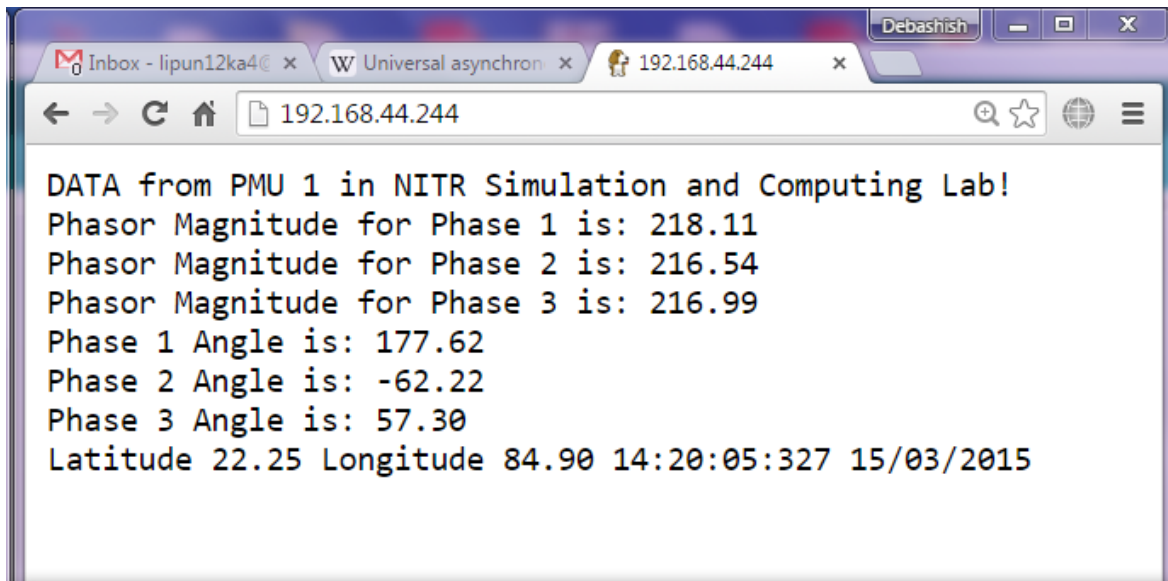 Debashish
Inbox - lipun12ka4@
Universal asynchron
192.168.44.244
192.168.44.244
DATA from PMU 1 in NITR Simulation and Computing Lab!
Phasor Magnitude for Phase 1 is: 218.11
Phasor Magnitude for Phase 2 is: 216.54
Phasor Magnitude for Phase 3 is: 216.99
Phase 1 Angle is: 177.62
Phase 2 Angle is: -62.22
Phase 3 Angle is: 57.30
Latitude 22.25 Longitude 84.90 14:20:05:327 15/03/2015